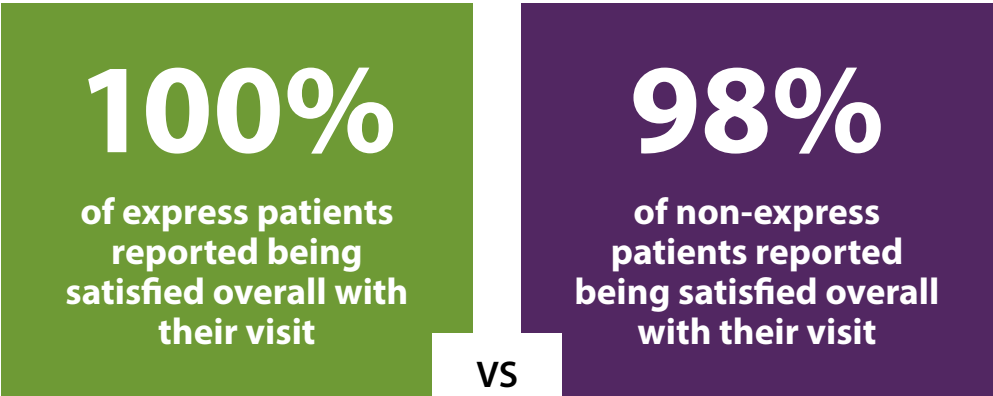 100%
of express patients
reported being
satisfied overall with
their visit
VS
98%
of non-express
patients reported
being satisfied overall
with their visit